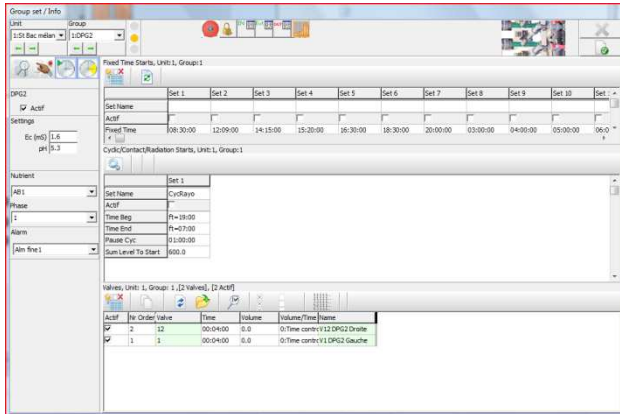 Group set / Info
Unit Group
1:St Bac mélan 1:DPG2
DPG2
Actif
Settings
Ec (mS) 1.6
pH 5.3
Nutrient
AB1
Phase
1
Alarm
Alm fine1
Fixed Time Starts, Unit:1, Group:1
Set 1 Set 2 Set 3 Set 4 Set 5 Set 6 Set 7 Set 8 Set 9 Set 10 Set
Set Name
Actif
Fixed Time 08:30:00 12:09:00 14:15:00 15:20:00 16:30:00 18:30:00 20:00:00 03:00:00 04:00:00 05:00:00 06:0
Cyclic/Contact/Radiation Starts, Unit:1, Group:1
Set 1
Set Name CycRayo
Actif
Time Beg ft=19:00
Time End ft=07:00
Pause Cyc 01:00:00
Sum Level To Start 600.0
Valves, Unit: 1, Group: 1 ,[2 Valves], [2 Actif]
Actif Nr Order Valve Time Volume Volume/Time Name
2 12 00:04:00 0.0 0:Time contrc V12 DPG2 Droite
1 1 00:04:00 0.0 0:Time contrc V1 DPG2 Gauche